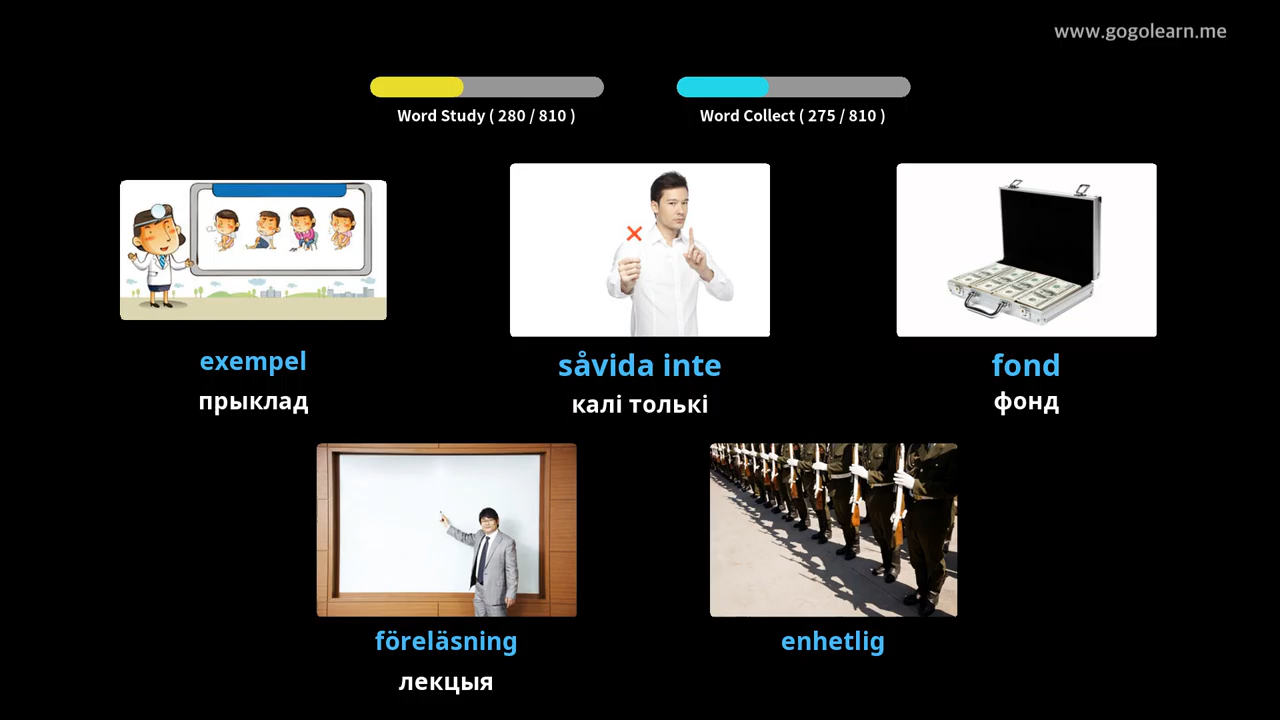 www.gogolearn.me
Word Study ( 280 / 810 )
Word Collect ( 275 / 810 )
exempel
прыклад
såvida inte
калі толькі
fond
фонд
föreläsning
лекцыя
enhetlig